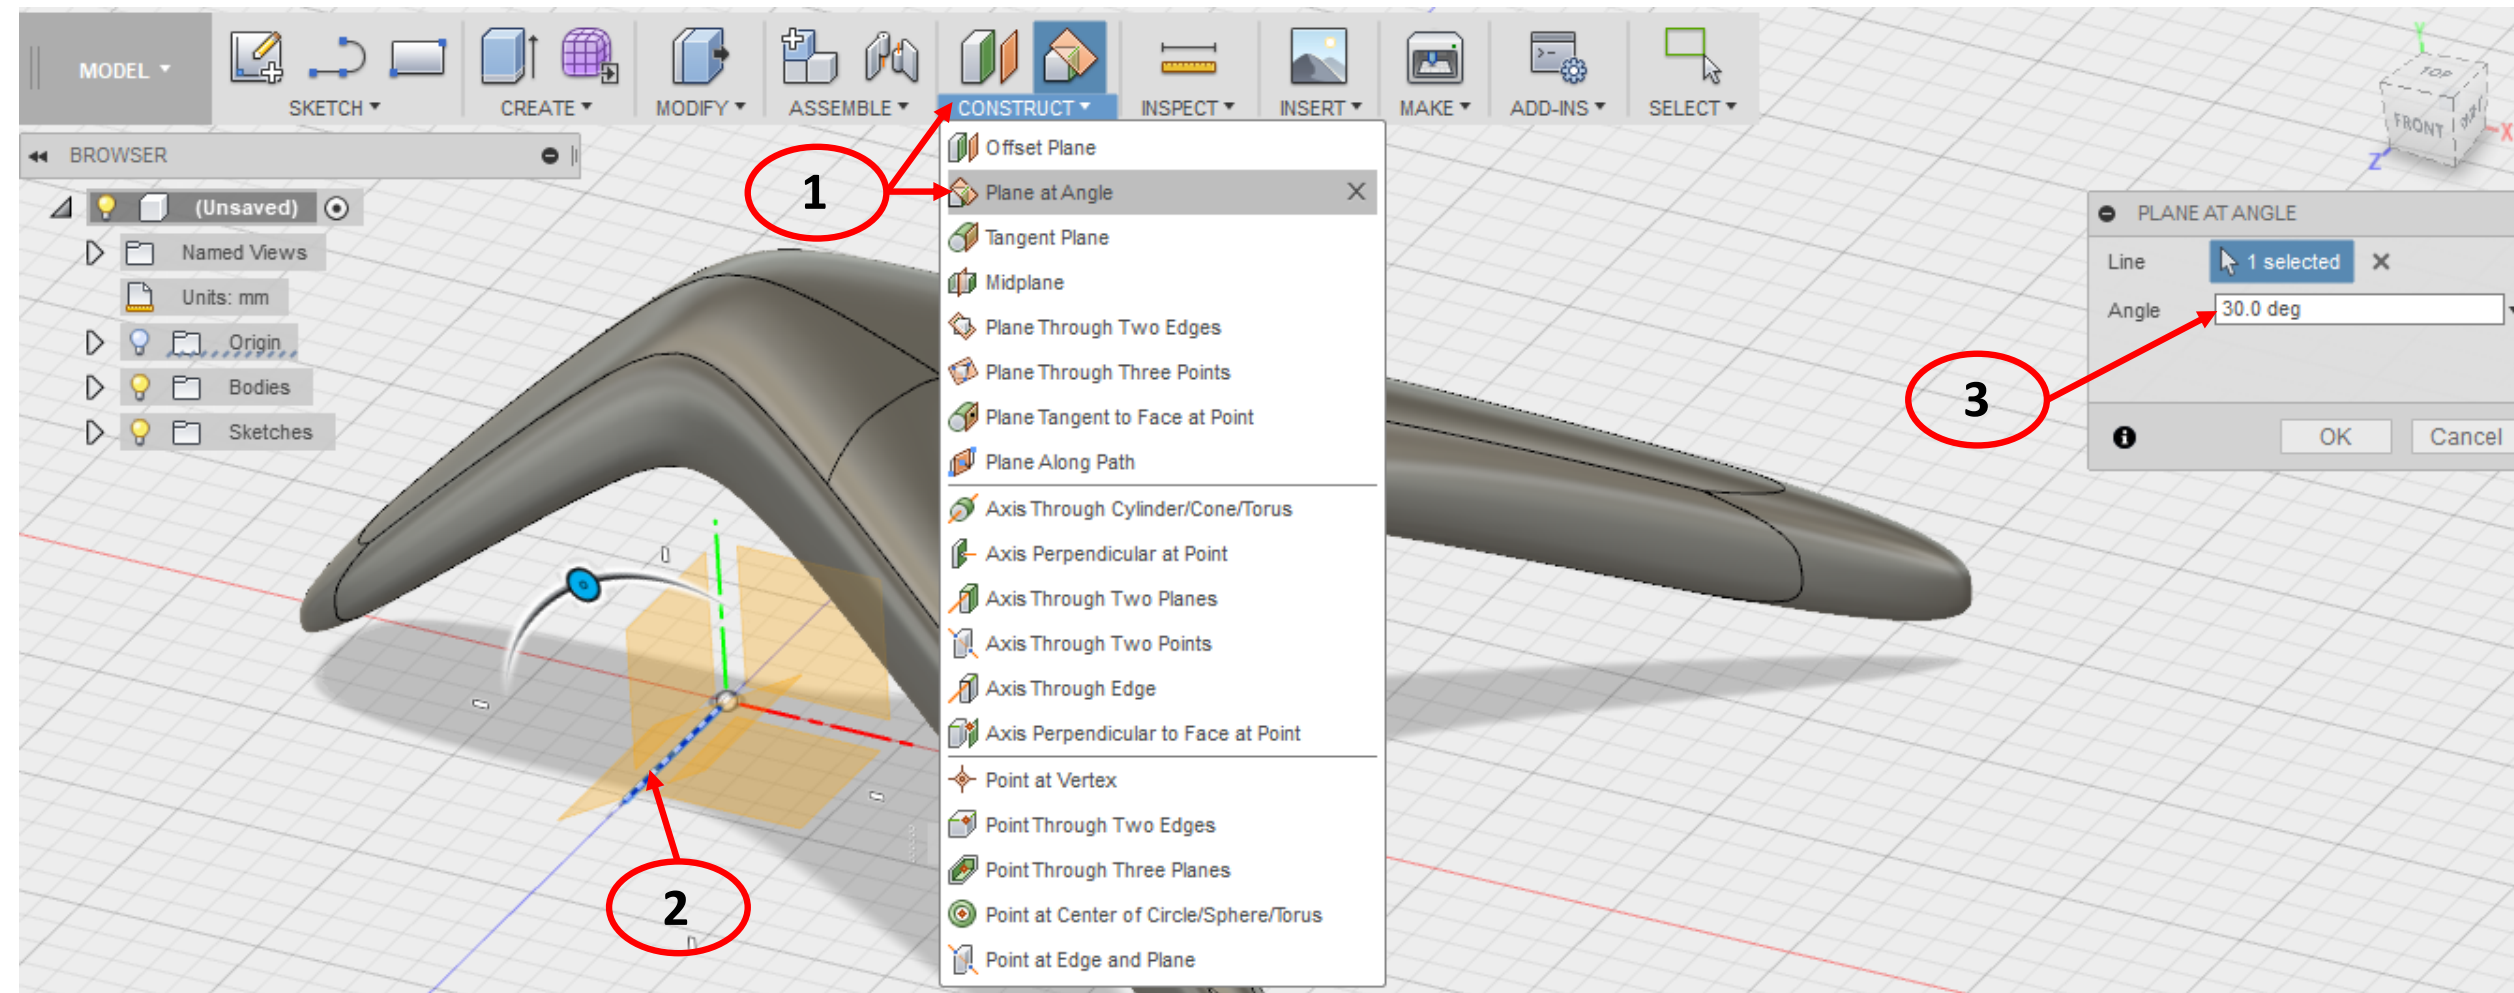 MODEL
SKETCH
CREATE
MODIFY
ASSEMBLE
CONSTRUCT
INSPECT
INSERT
MAKE
ADD-INS
SELECT
BROWSER
(Unsaved)
Named Views
Units: mm
Origin
Bodies
Sketches
Offset Plane
Plane at Angle
Tangent Plane
Midplane
Plane Through Two Edges
Plane Through Three Points
Plane Tangent to Face at Point
Plane Along Path
Axis Through Cylinder/Cone/Torus
Axis Perpendicular at Point
Axis Through Two Planes
Axis Through Two Points
Axis Through Edge
Axis Perpendicular to Face at Point
Point at Vertex
Point Through Two Edges
Point Through Three Planes
Point at Center of Circle/Sphere/Torus
Point at Edge and Plane
1
2
3
Y
TOP
FRONT
X
Z
PLANE AT ANGLE
Line 1 selected
Angle 30.0 deg
OK Cancel